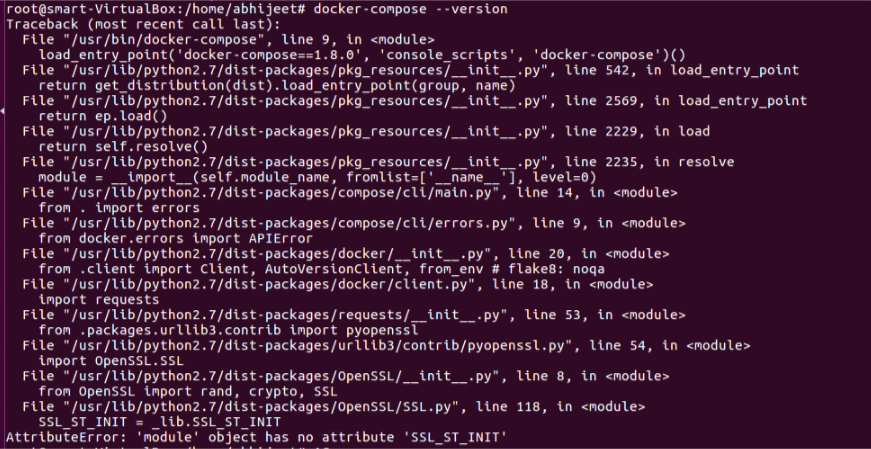 root@smart-VirtualBox:/home/abhijeet# docker-compose --version
Traceback (most recent call last):
  File "/usr/bin/docker-compose", line 9, in <module>
    load_entry_point('docker-compose==1.8.0', 'console_scripts', 'docker-compose')()
  File "/usr/lib/python2.7/dist-packages/pkg_resources/__init__.py", line 542, in load_entry_point
    return get_distribution(dist).load_entry_point(group, name)
  File "/usr/lib/python2.7/dist-packages/pkg_resources/__init__.py", line 2569, in load_entry_point
    return ep.load()
  File "/usr/lib/python2.7/dist-packages/pkg_resources/__init__.py", line 2229, in load
    return self.resolve()
  File "/usr/lib/python2.7/dist-packages/pkg_resources/__init__.py", line 2235, in resolve
    module = __import__(self.module_name, fromlist=['__name__'], level=0)
  File "/usr/lib/python2.7/dist-packages/compose/cli/main.py", line 14, in <module>
    from . import errors
  File "/usr/lib/python2.7/dist-packages/compose/cli/errors.py", line 9, in <module>
    from docker.errors import APIError
  File "/usr/lib/python2.7/dist-packages/docker/__init__.py", line 20, in <module>
    from .client import Client, AutoVersionClient, from_env # flake8: noqa
  File "/usr/lib/python2.7/dist-packages/docker/client.py", line 18, in <module>
    import requests
  File "/usr/lib/python2.7/dist-packages/requests/__init__.py", line 53, in <module>
    from .packages.urllib3.contrib import pyopenssl
  File "/usr/lib/python2.7/dist-packages/urllib3/contrib/pyopenssl.py", line 54, in <module>
    import OpenSSL.SSL
  File "/usr/lib/python2.7/dist-packages/OpenSSL/__init__.py", line 8, in <module>
    from OpenSSL import rand, crypto, SSL
  File "/usr/lib/python2.7/dist-packages/OpenSSL/SSL.py", line 118, in <module>
    SSL_ST_INIT = _lib.SSL_ST_INIT
AttributeError: 'module' object has no attribute 'SSL_ST_INIT'